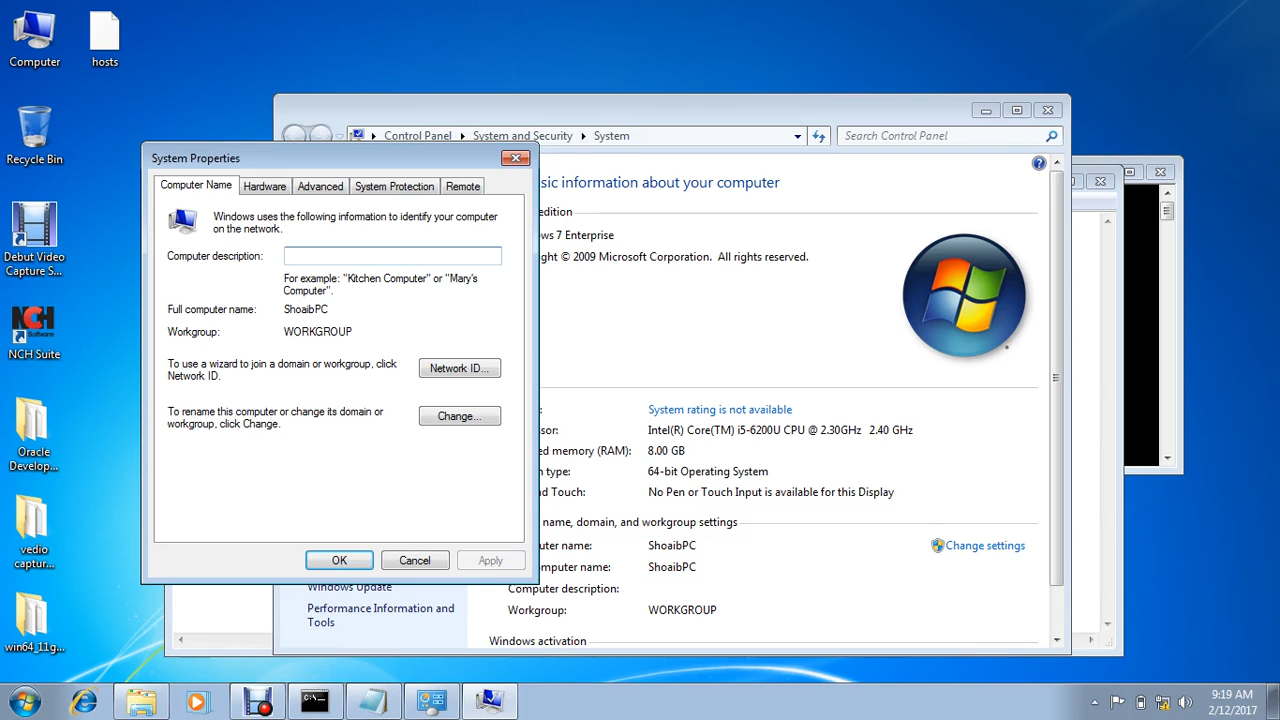 Computer
hosts
Recycle Bin
Debut Video
Capture S...
NCH
Software
NCH Suite
Oracle
Develop...
vedio
captur...
win64_11g...
Control Panel
System and Security
System
Search Control Panel
System Properties
Computer Name
Hardware
Advanced
System Protection
Remote
Windows uses the following information to identify your computer
on the network.
Computer description:
For example: "Kitchen Computer" or "Mary's
Computer".
Full computer name:
ShoaibPC
Workgroup:
WORKGROUP
To use a wizard to join a domain or workgroup, click
Network ID.
Network ID...
To rename this computer or change its domain or
workgroup, click Change.
Change...
OK
Cancel
Apply
sic information about your computer
edition
ws 7 Enterprise
ght © 2009 Microsoft Corporation. All rights reserved.
:
System rating is not available
sor:
Intel(R) Core(TM) i5-6200U CPU @ 2.30GHz 2.40 GHz
ed memory (RAM):
8.00 GB
n type:
64-bit Operating System
nd Touch:
No Pen or Touch Input is available for this Display
name, domain, and workgroup settings
uter name:
ShoaibPC
Change settings
mputer name:
ShoaibPC
Computer description:
Workgroup:
WORKGROUP
Windows activation
Windows Update
Performance Information and
Tools
C:\.
9:19 AM
2/12/2017